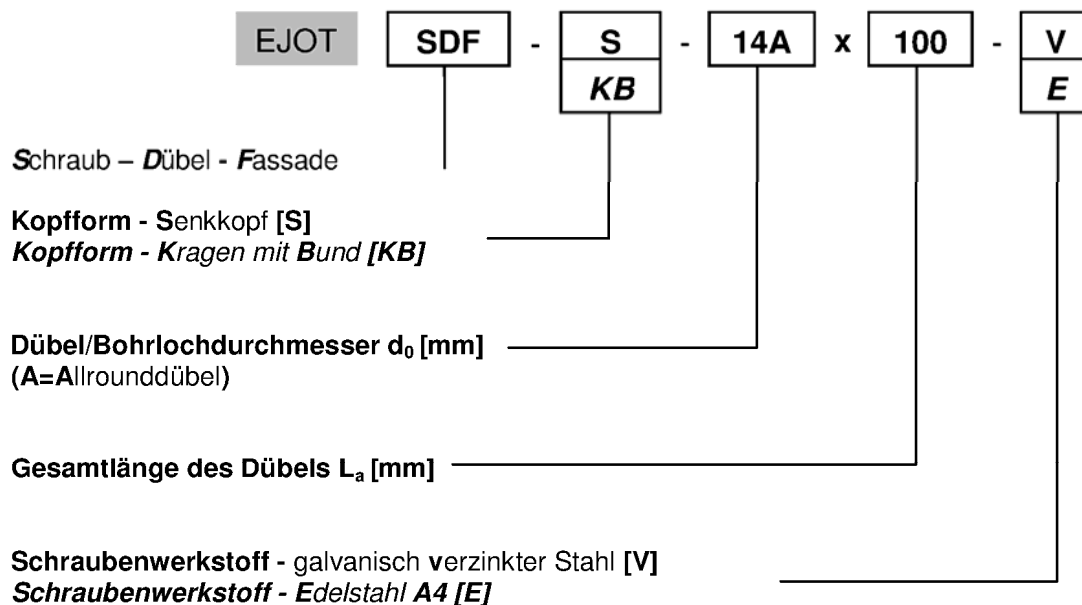 EJOT SDF - S - 14A x 100 - V
KB E
Schraub – Dübel - Fassade
Kopfform - Senkkopf [S]
Kopfform - Kragen mit Bund [KB]
Dübel/Bohrlochdurchmesser d₀ [mm]
(A=Allrounddübel)
Gesamtlänge des Dübels Lₐ [mm]
Schraubenwerkstoff - galvanisch verzinkter Stahl [V]
Schraubenwerkstoff - Edelstahl A4 [E]